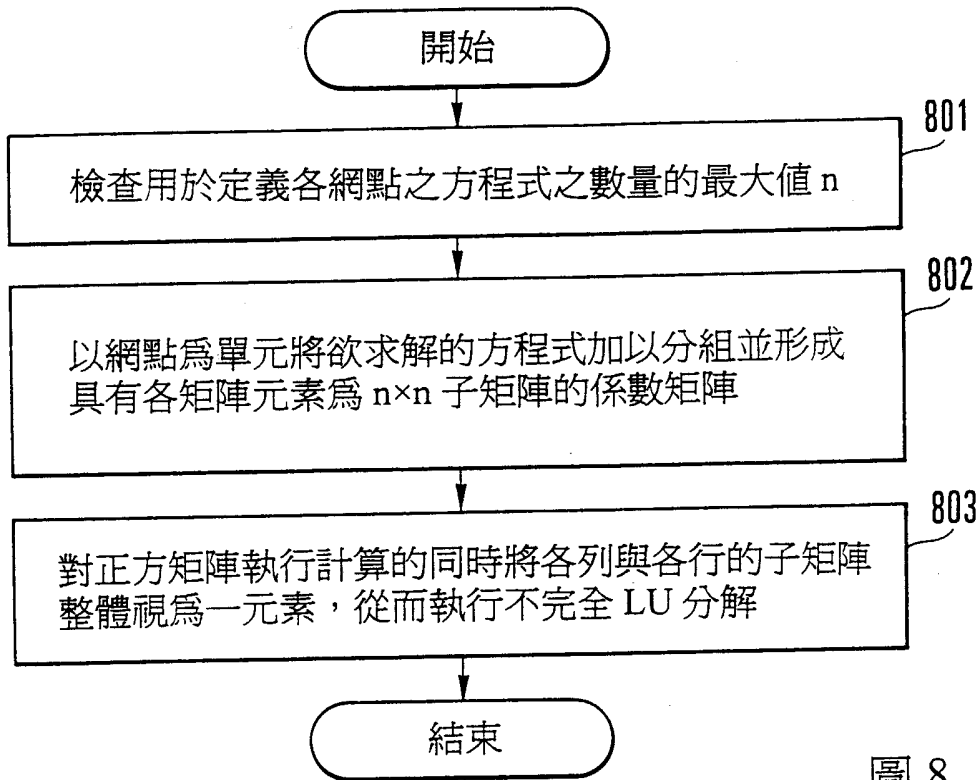 開始
801
檢查用於定義各網點之方程式之數量的最大值 n
802
以網點爲單元將欲求解的方程式加以分組並形成
具有各矩陣元素爲 n×n 子矩陣的係數矩陣
803
對正方矩陣執行計算的同時將各列與各行的子矩陣
整體視爲一元素，從而執行不完全 LU 分解
結束
圖 8